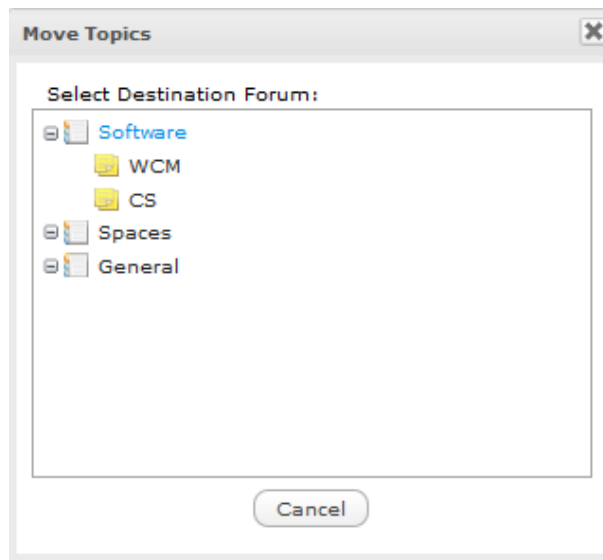 Move Topics
Select Destination Forum:
Software
WCM
CS
Spaces
General
Cancel